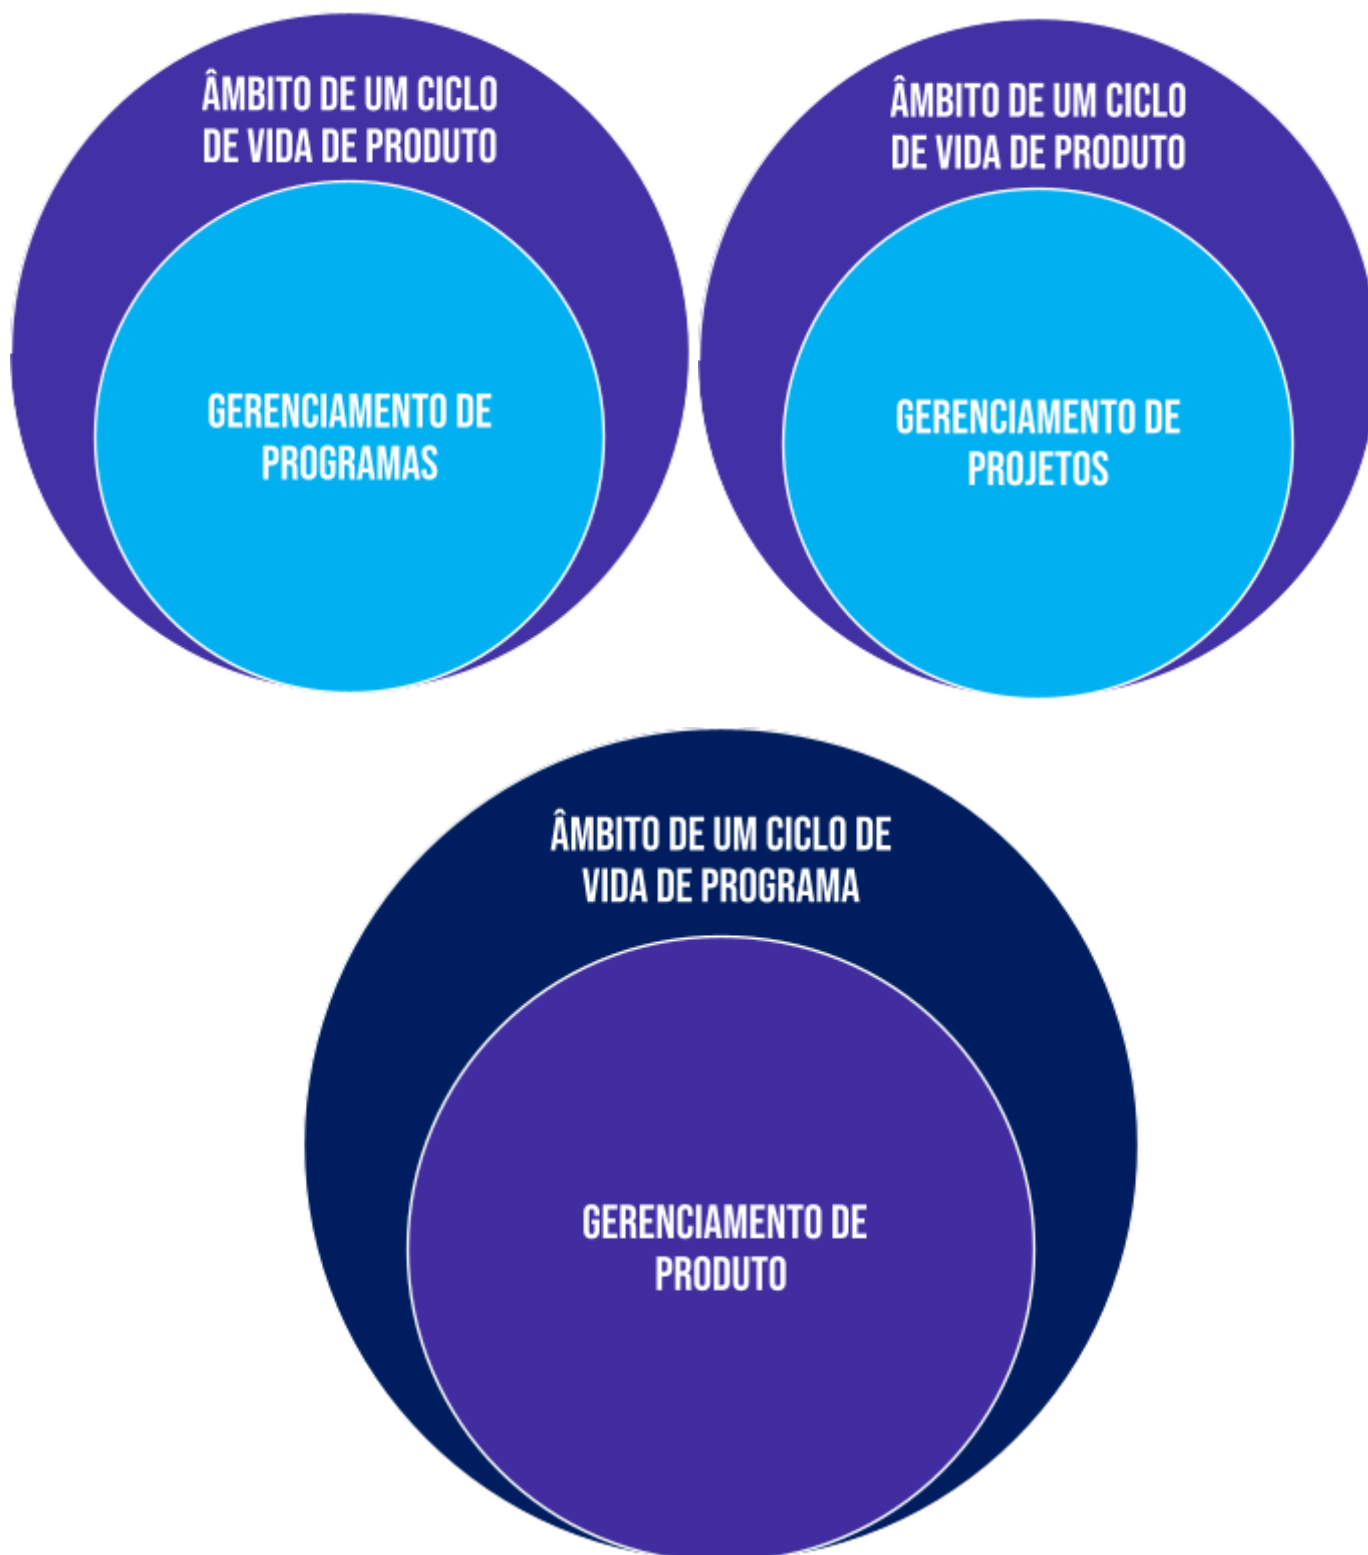 ÂMBITO DE UM CICLO
DE VIDA DE PRODUTO
GERENCIAMENTO DE
PROGRAMAS
ÂMBITO DE UM CICLO
DE VIDA DE PRODUTO
GERENCIAMENTO DE
PROJETOS
ÂMBITO DE UM CICLO DE
VIDA DE PROGRAMA
GERENCIAMENTO DE
PRODUTO